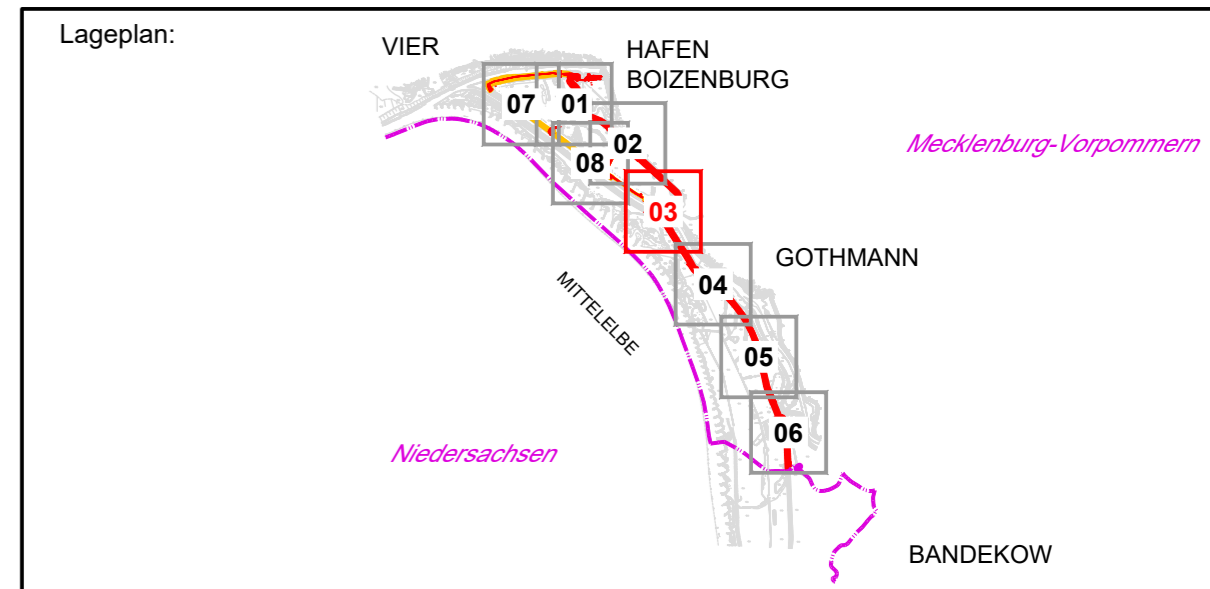 Lageplan:
VIER
HAFEN
BOIZENBURG
07
01
02
Mecklenburg-Vorpommern
08
03
GOTHMANN
04
MITTELELBE
05
06
Niedersachsen
BANDEKOW